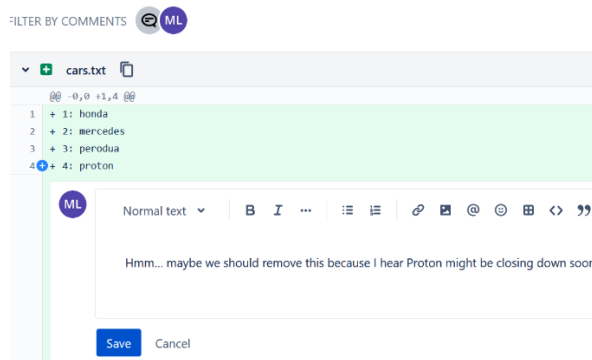 FILTER BY COMMENTS ML
cars.txt
@@ -0,0 +1,4 @@
1 + 1: honda
2 + 2: mercedes
3 + 3: perodua
4 + 4: proton
ML
Normal text B I ...
Hmm... maybe we should remove this because I hear Proton might be closing down soon
Save Cancel